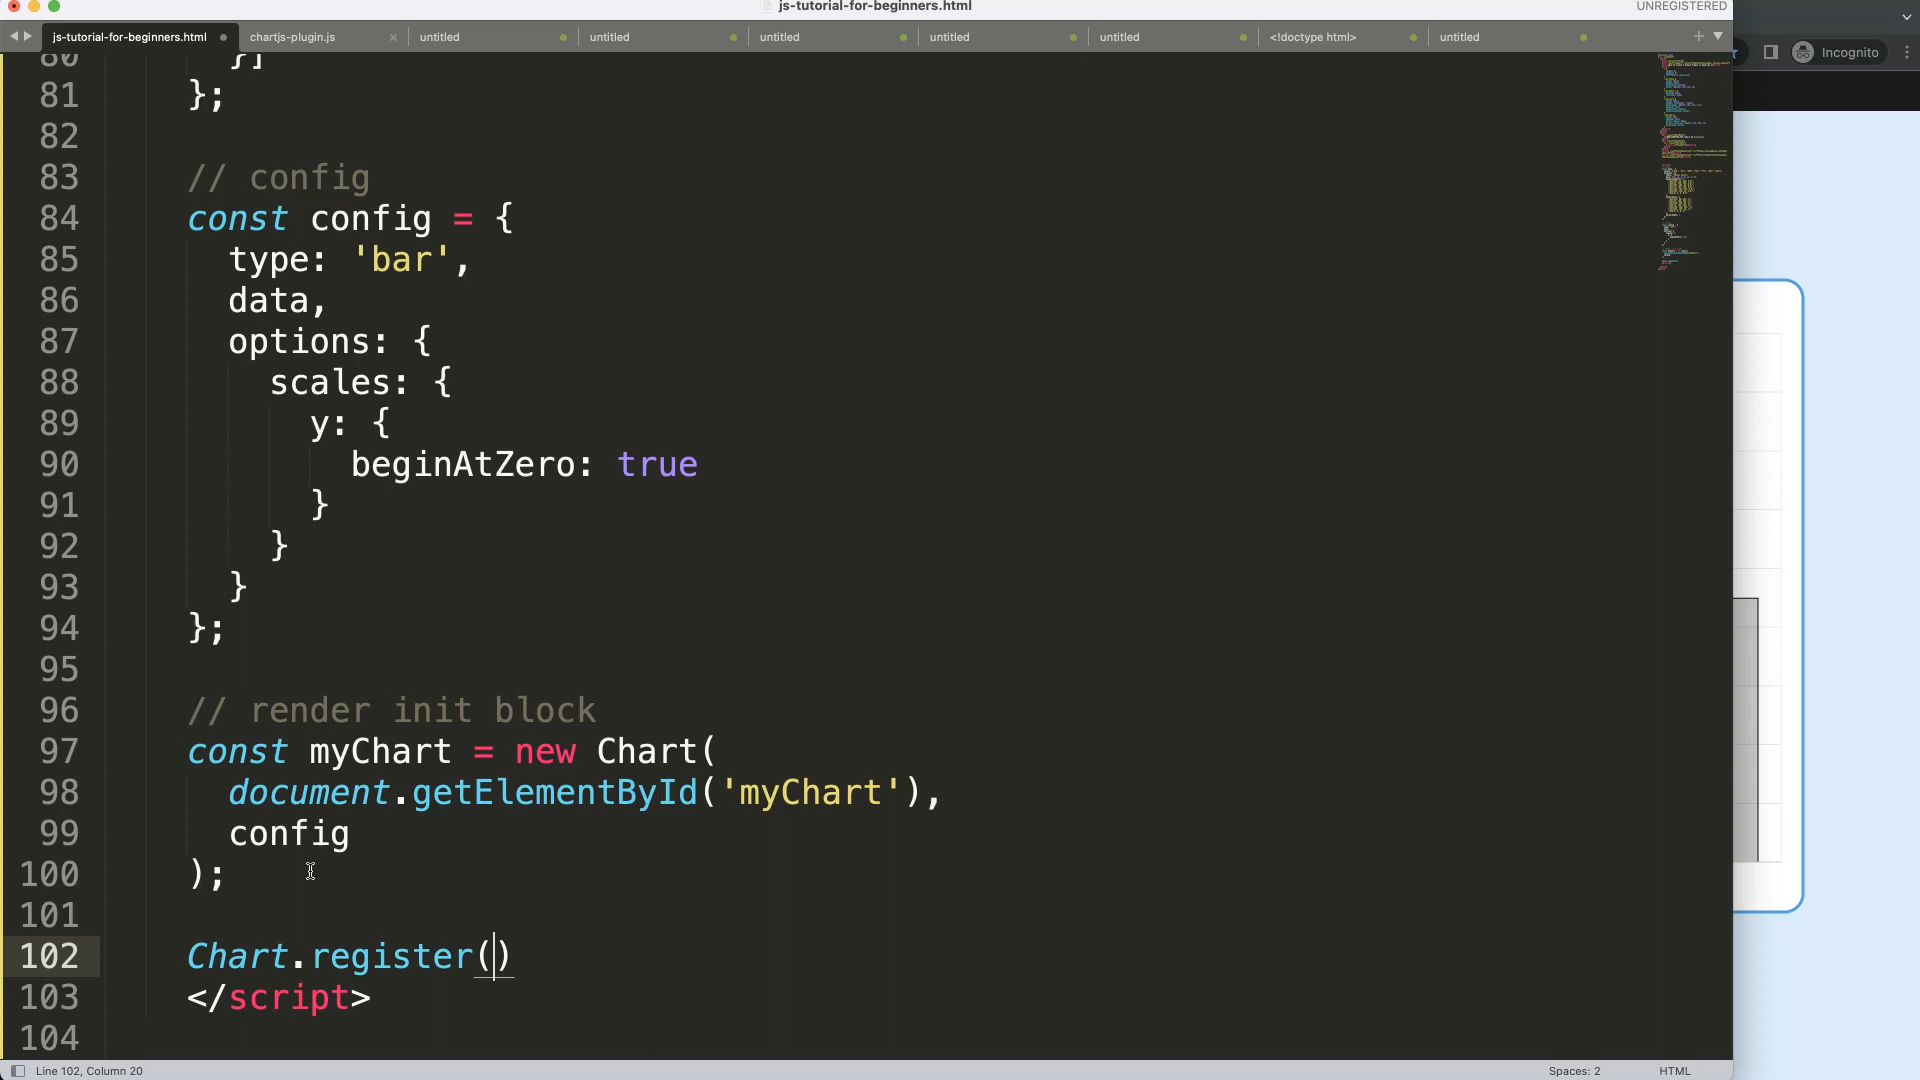 js-tutorial-for-beginners.html
UNREGISTERED
js-tutorial-for-beginners.html chartjs-plugin.js untitled untitled untitled untitled untitled <!doctype html> untitled
Incognito
80 }]
81 };
82
83 // config
84 const config = {
85 type: 'bar',
86 data,
87 options: {
88 scales: {
89 y: {
90 beginAtZero: true
91 }
92 }
93 }
94 };
95
96 // render init block
97 const myChart = new Chart(
98 document.getElementById('myChart'),
99 config
100 );
101
102 Chart.register()
103 </script>
104
Line 102, Column 20
Spaces: 2
HTML